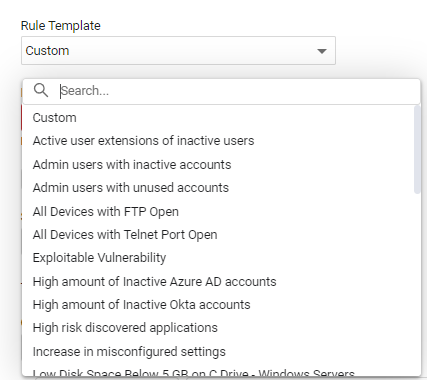 Rule Template
Custom
Search...
Custom
Active user extensions of inactive users
Admin users with inactive accounts
Admin users with unused accounts
All Devices with FTP Open
All Devices with Telnet Port Open
Exploitable Vulnerability
High amount of Inactive Azure AD accounts
High amount of Inactive Okta accounts
High risk discovered applications
Increase in misconfigured settings
Low Disk Space Below 5 GB on C Drive - Windows Servers